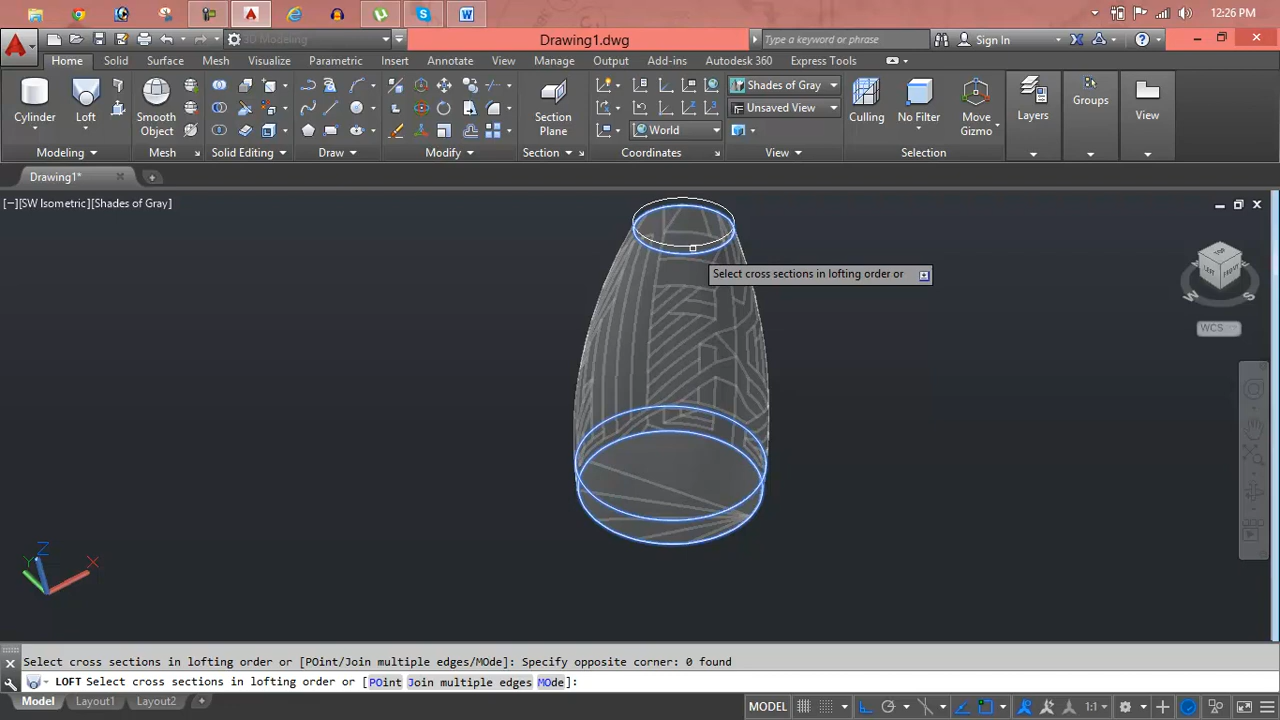 12:26 PM
3D Modeling
Drawing1.dwg
Type a keyword or phrase
Sign In
Home Solid Surface Mesh Visualize Parametric Insert Annotate View Manage Output Add-ins Autodesk 360 Express Tools
Cylinder
Loft
Smooth Object
Section Plane
World
Shades of Gray
Unsaved View
Culling
No Filter
Move Gizmo
Layers
Groups
View
Modeling
Mesh
Solid Editing
Draw
Modify
Section
Coordinates
View
Selection
Drawing1*
[−][SW Isometric][Shades of Gray]
TOP
LEFT
FRONT
W
S
WCS
Select cross sections in lofting order or
Z
Y
X
Select cross sections in lofting order or [POint/Join multiple edges/MOde]: Specify opposite corner: 0 found
LOFT Select cross sections in lofting order or [POint Join multiple edges MOde]:
Model Layout1 Layout2
MODEL
1:1